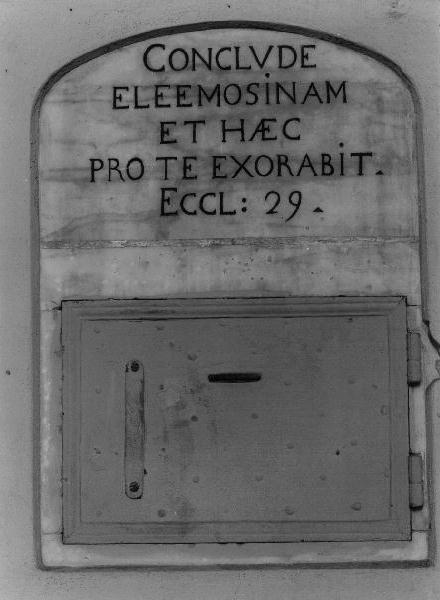 CONCLVDE
ELEEMOSINAM
ET HÆC
PRO TE EXORABIT.
ECCL: 29.